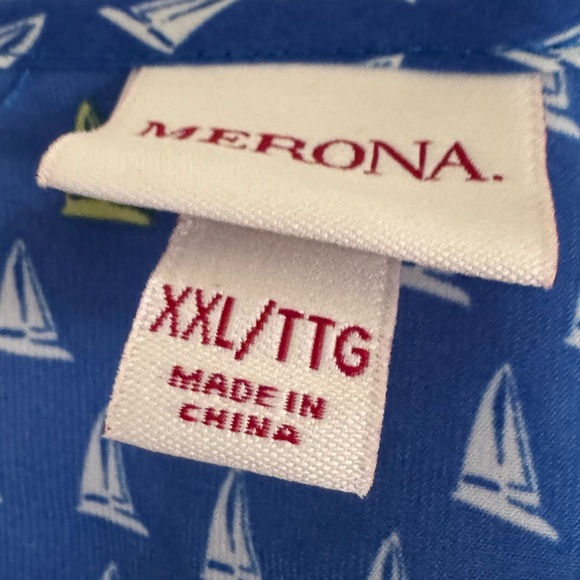 MERONA.
XXL/TTG
MADE IN
CHINA